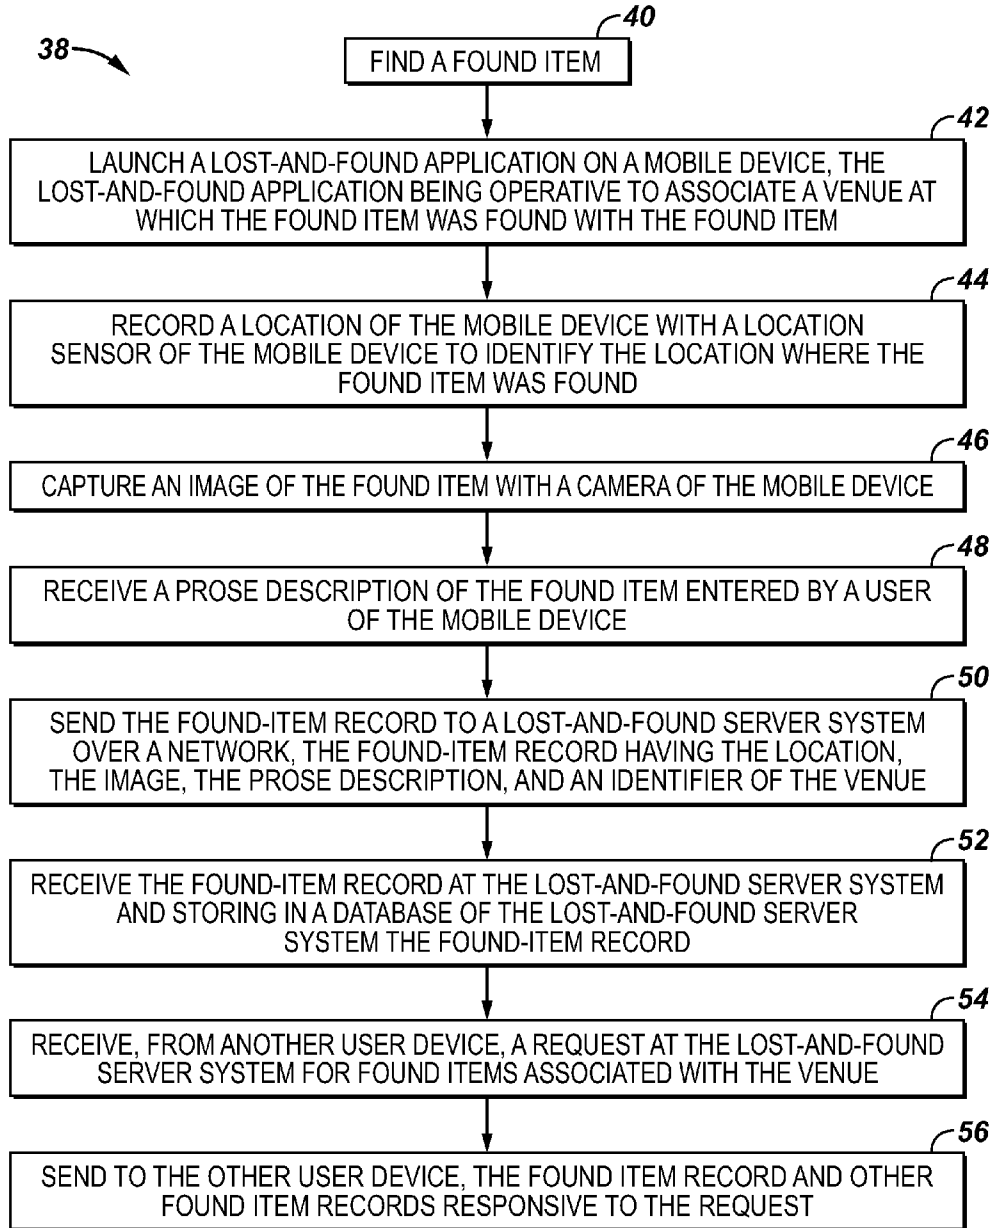 40
38
FIND A FOUND ITEM
42
LAUNCH A LOST-AND-FOUND APPLICATION ON A MOBILE DEVICE, THE
LOST-AND-FOUND APPLICATION BEING OPERATIVE TO ASSOCIATE A VENUE AT
WHICH THE FOUND ITEM WAS FOUND WITH THE FOUND ITEM
44
RECORD A LOCATION OF THE MOBILE DEVICE WITH A LOCATION
SENSOR OF THE MOBILE DEVICE TO IDENTIFY THE LOCATION WHERE THE
FOUND ITEM WAS FOUND
46
CAPTURE AN IMAGE OF THE FOUND ITEM WITH A CAMERA OF THE MOBILE DEVICE
48
RECEIVE A PROSE DESCRIPTION OF THE FOUND ITEM ENTERED BY A USER
OF THE MOBILE DEVICE
50
SEND THE FOUND-ITEM RECORD TO A LOST-AND-FOUND SERVER SYSTEM
OVER A NETWORK, THE FOUND-ITEM RECORD HAVING THE LOCATION,
THE IMAGE, THE PROSE DESCRIPTION, AND AN IDENTIFIER OF THE VENUE
52
RECEIVE THE FOUND-ITEM RECORD AT THE LOST-AND-FOUND SERVER SYSTEM
AND STORING IN A DATABASE OF THE LOST-AND-FOUND SERVER
SYSTEM THE FOUND-ITEM RECORD
54
RECEIVE, FROM ANOTHER USER DEVICE, A REQUEST AT THE LOST-AND-FOUND
SERVER SYSTEM FOR FOUND ITEMS ASSOCIATED WITH THE VENUE
56
SEND TO THE OTHER USER DEVICE, THE FOUND ITEM RECORD AND OTHER
FOUND ITEM RECORDS RESPONSIVE TO THE REQUEST